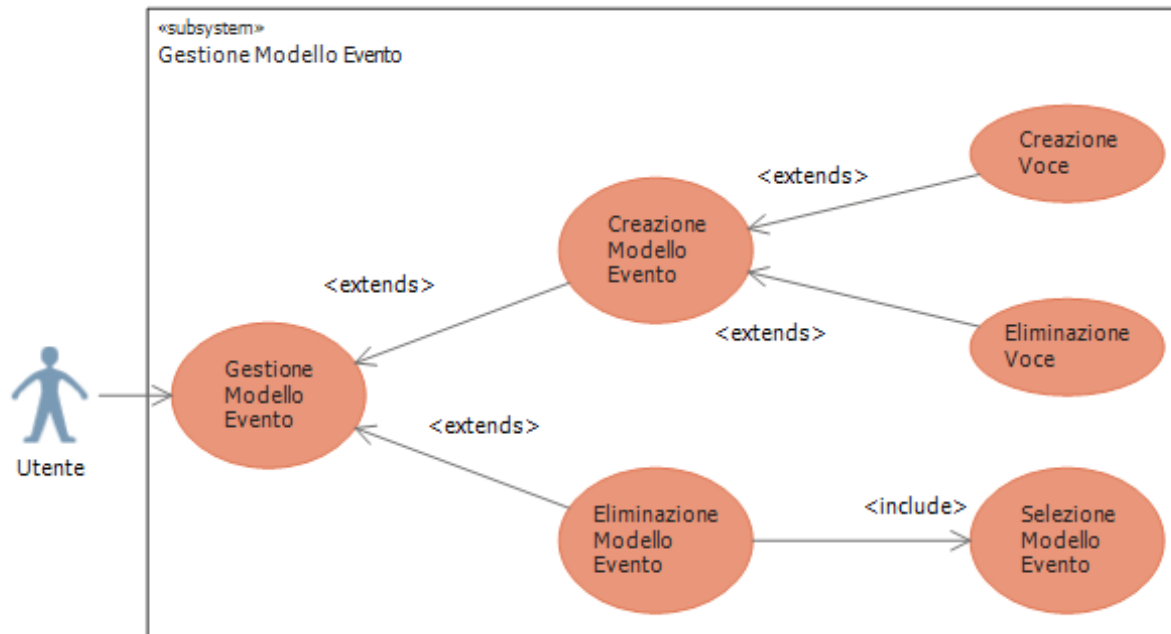 «subsystem»
Gestione Modello Evento
Creazione
Voce
<extends>
Creazione
Modello
Evento
<extends>
<extends>
Eliminazione
Voce
Gestione
Modello
Evento
<extends>
Utente
Eliminazione
Modello
Evento
<include>
Selezione
Modello
Evento